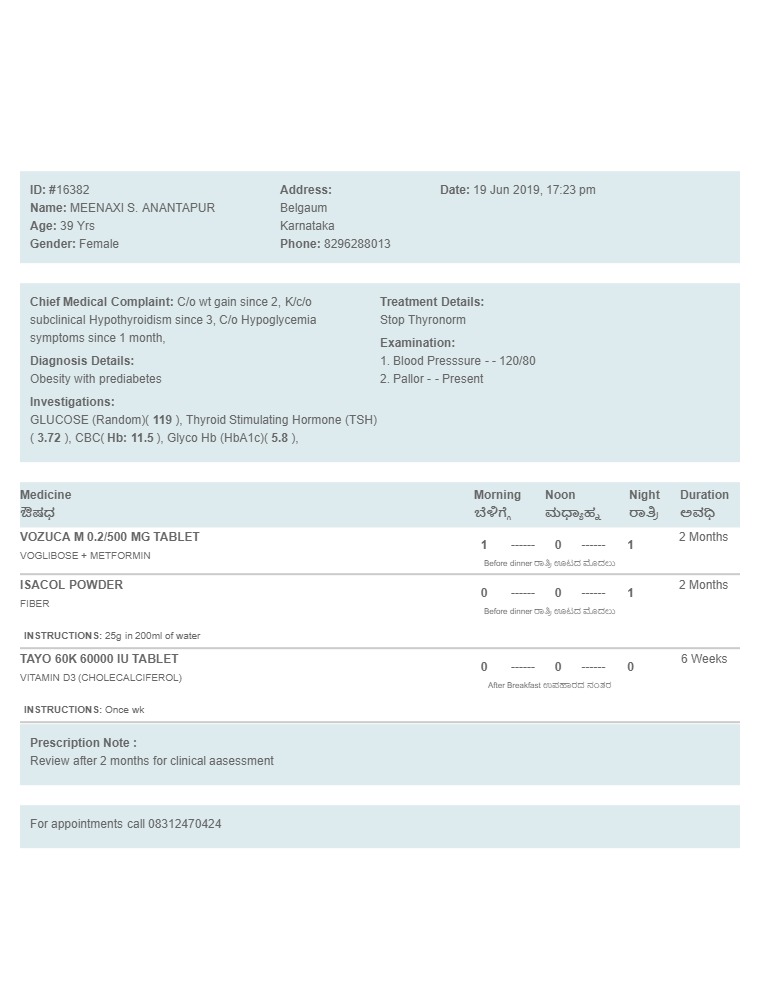 ID: #16382
Name: MEENAXI S. ANANTAPUR
Age: 39 Yrs
Gender: Female
Address:
Belgaum
Karnataka
Phone: 8296288013
Date: 19 Jun 2019, 17:23 pm
Chief Medical Complaint: C/o wt gain since 2, K/c/o
subclinical Hypothyroidism since 3, C/o Hypoglycemia
symptoms since 1 month,
Diagnosis Details:
Obesity with prediabetes
Investigations:
GLUCOSE (Random)( 119 ), Thyroid Stimulating Hormone (TSH)
( 3.72 ), CBC( Hb: 11.5 ), Glyco Hb (HbA1c)( 5.8 ),
Treatment Details:
Stop Thyronorm
Examination:
1. Blood Presssure - - 120/80
2. Pallor - - Present
Medicine Morning Noon Night Duration
ಔಷಧ ಬೆಳಿಗ್ಗೆ ಮಧ್ಯಾಹ್ನ ರಾತ್ರಿ ಅವಧಿ
VOZUCA M 0.2/500 MG TABLET 1 ------ 0 ------ 1 2 Months
VOGLIBOSE + METFORMIN
Before dinner ರಾತ್ರಿ ಊಟದ ಮೊದಲು
ISACOL POWDER 0 ------ 0 ------ 1 2 Months
FIBER
Before dinner ರಾತ್ರಿ ಊಟದ ಮೊದಲು
INSTRUCTIONS: 25g in 200ml of water
TAYO 60K 60000 IU TABLET 0 ------ 0 ------ 0 6 Weeks
VITAMIN D3 (CHOLECALCIFEROL)
After Breakfast ಉಪಹಾರದ ನಂತರ
INSTRUCTIONS: Once wk
Prescription Note :
Review after 2 months for clinical aasessment
For appointments call 08312470424